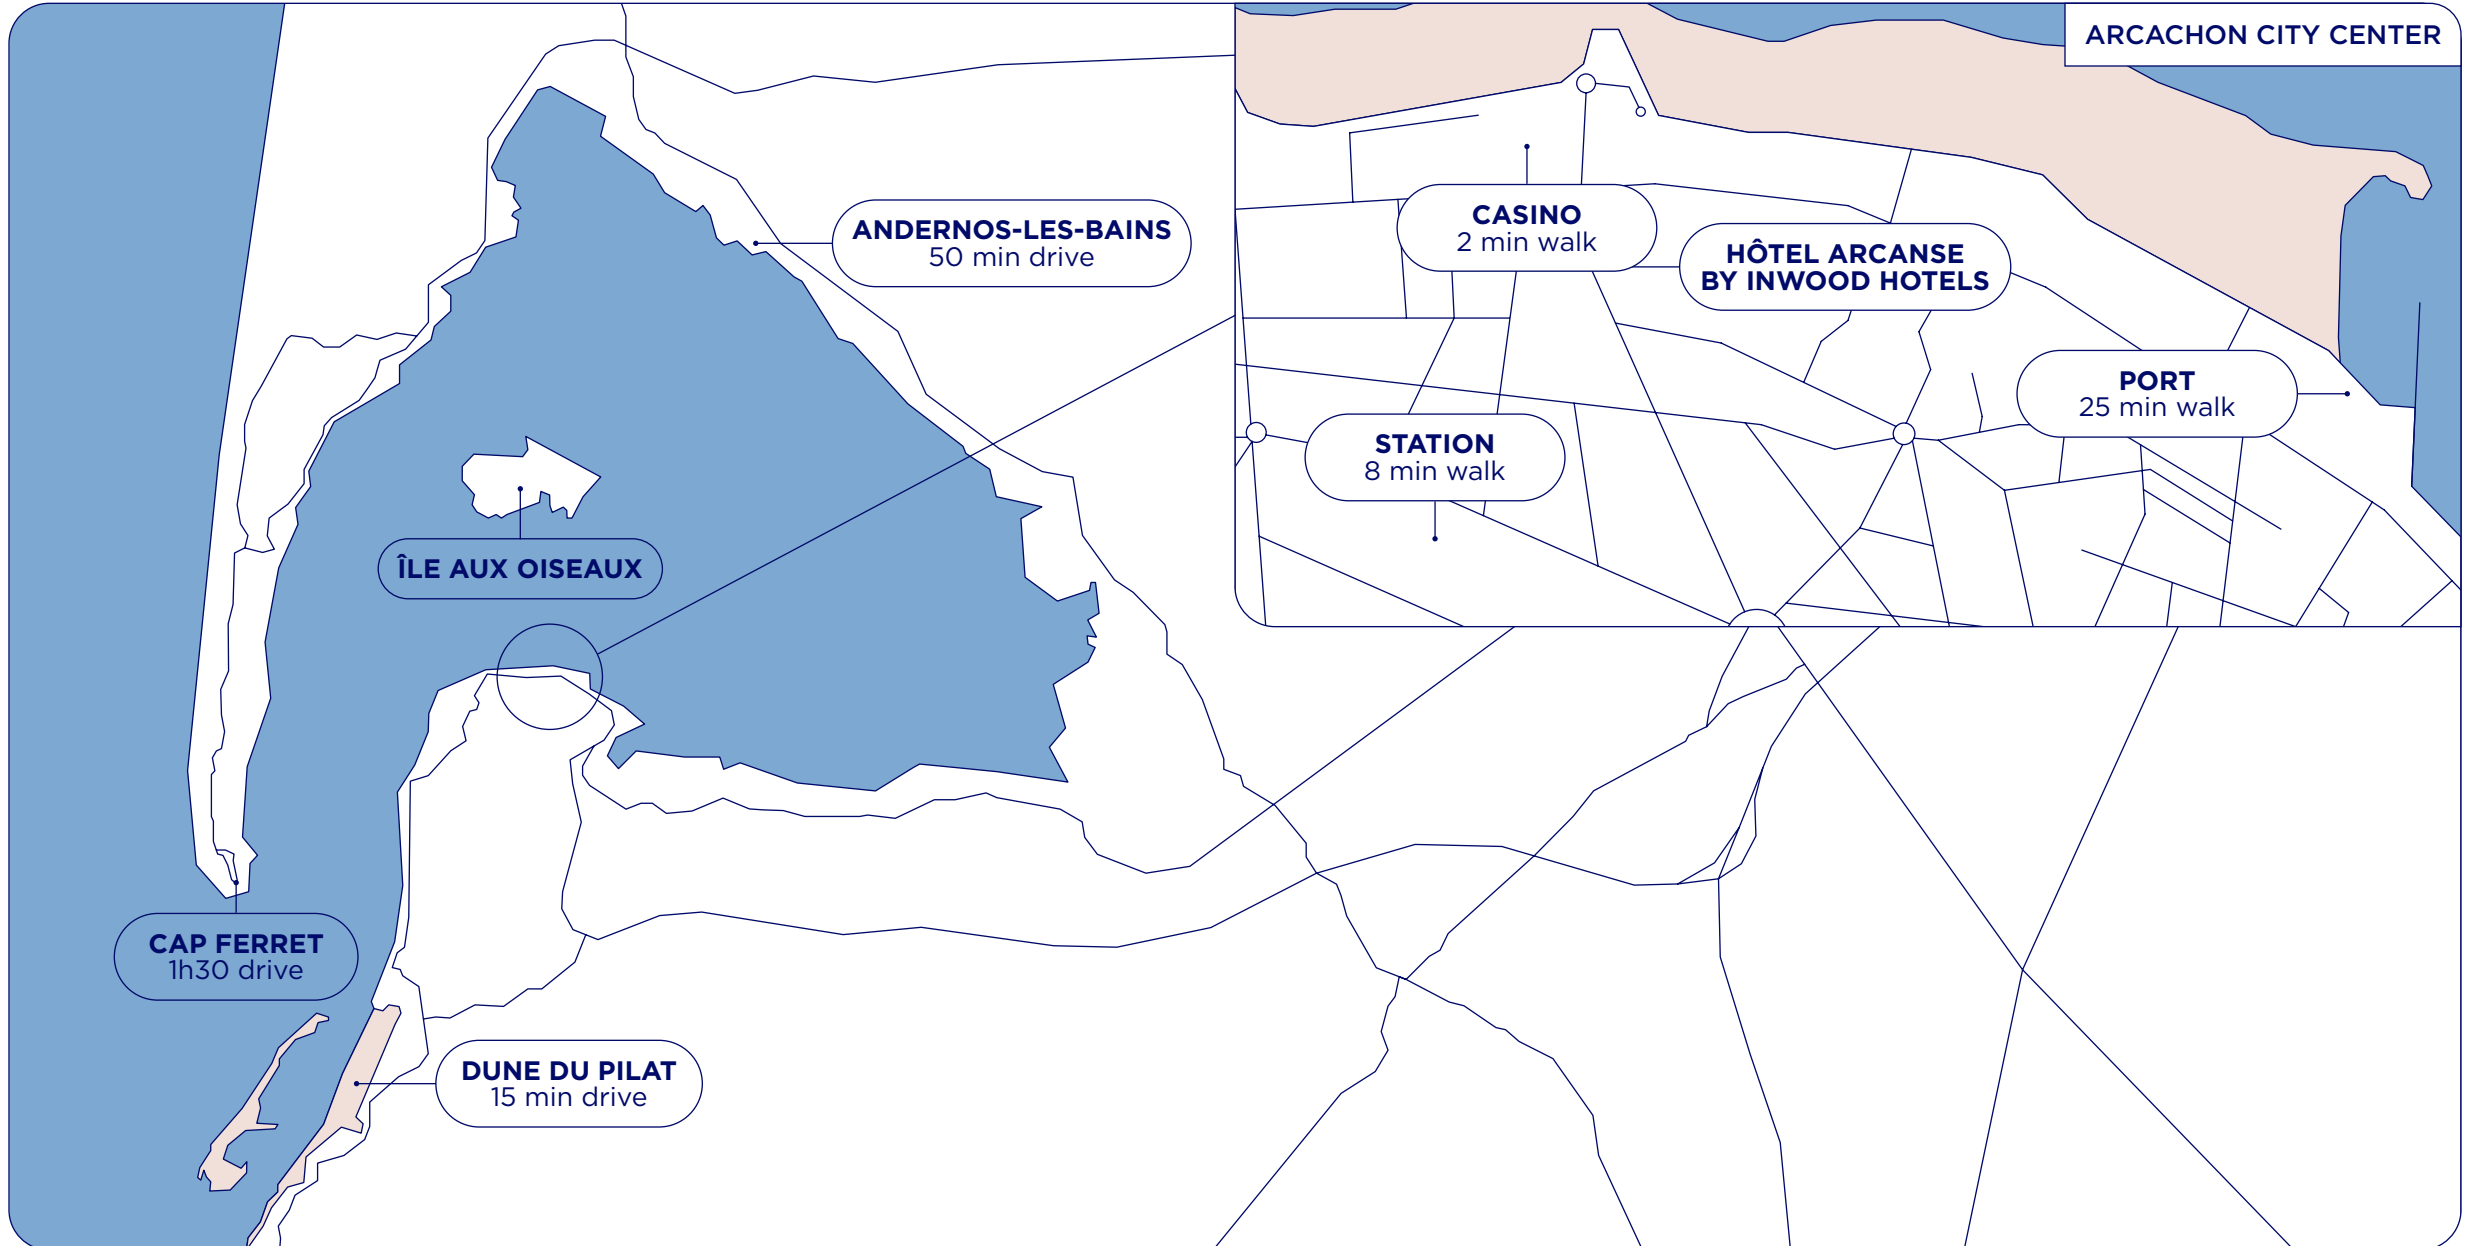 ARCACHON CITY CENTER
CASINO
2 min walk
HÔTEL ARCANSE
BY INWOOD HOTELS
ANDERNOS-LES-BAINS
50 min drive
PORT
25 min walk
STATION
8 min walk
ÎLE AUX OISEAUX
CAP FERRET
1h30 drive
DUNE DU PILAT
15 min drive